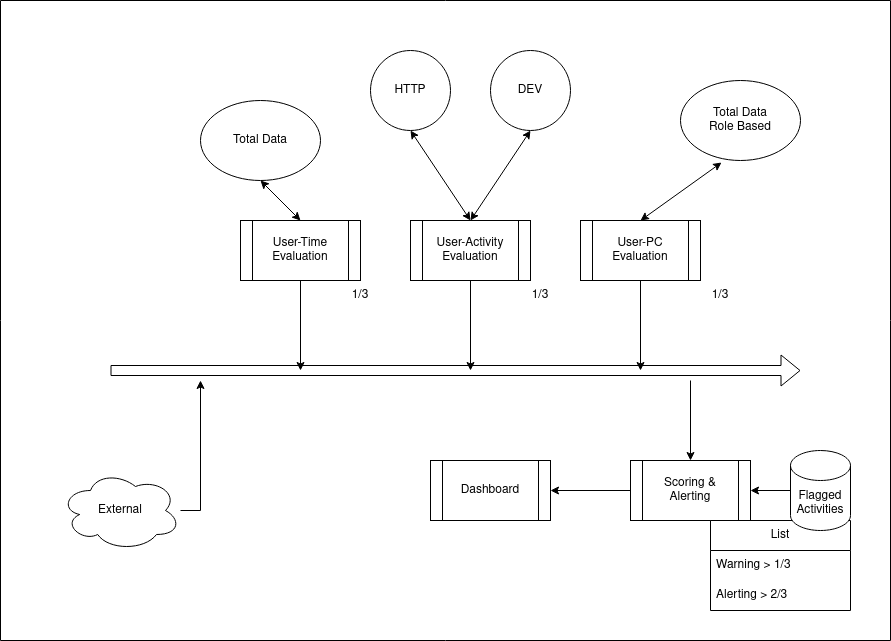 HTTP
DEV
Total Data
Role Based
Total Data
User-Time
Evaluation
User-Activity
Evaluation
User-PC
Evaluation
1/3
1/3
1/3
External
Dashboard
Scoring &
Alerting
Flagged
Activities
List
Warning > 1/3
Alerting > 2/3